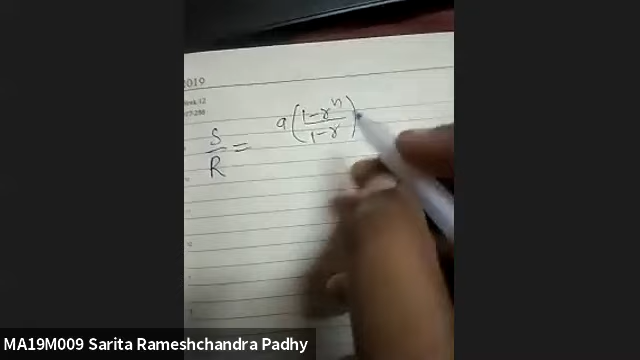 2019
S/R = a((1-r^n)/(1-r))
MA19M009 Sarita Rameshchandra Padhy